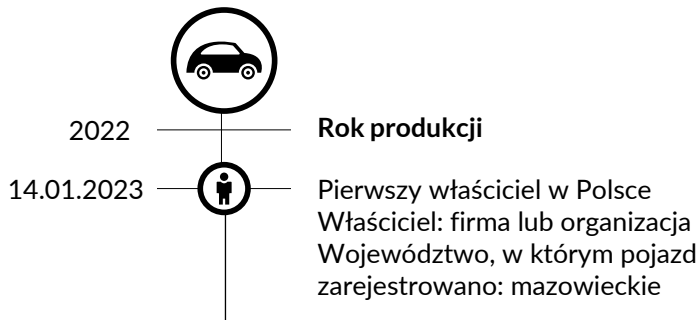 2022
Rok produkcji
14.01.2023
Pierwszy właściciel w Polsce
Właściciel: firma lub organizacja
Województwo, w którym pojazd
zarejestrowano: mazowieckie